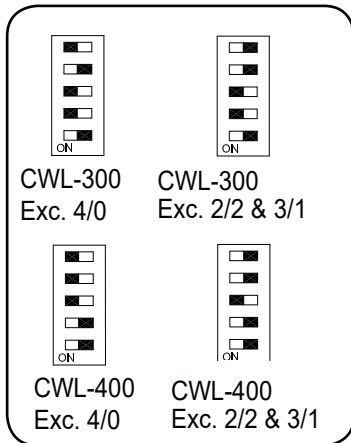 ON
ON
CWL-300
CWL-300
Exc. 4/0
Exc. 2/2 & 3/1
ON
ON
CWL-400
CWL-400
Exc. 4/0
Exc. 2/2 & 3/1